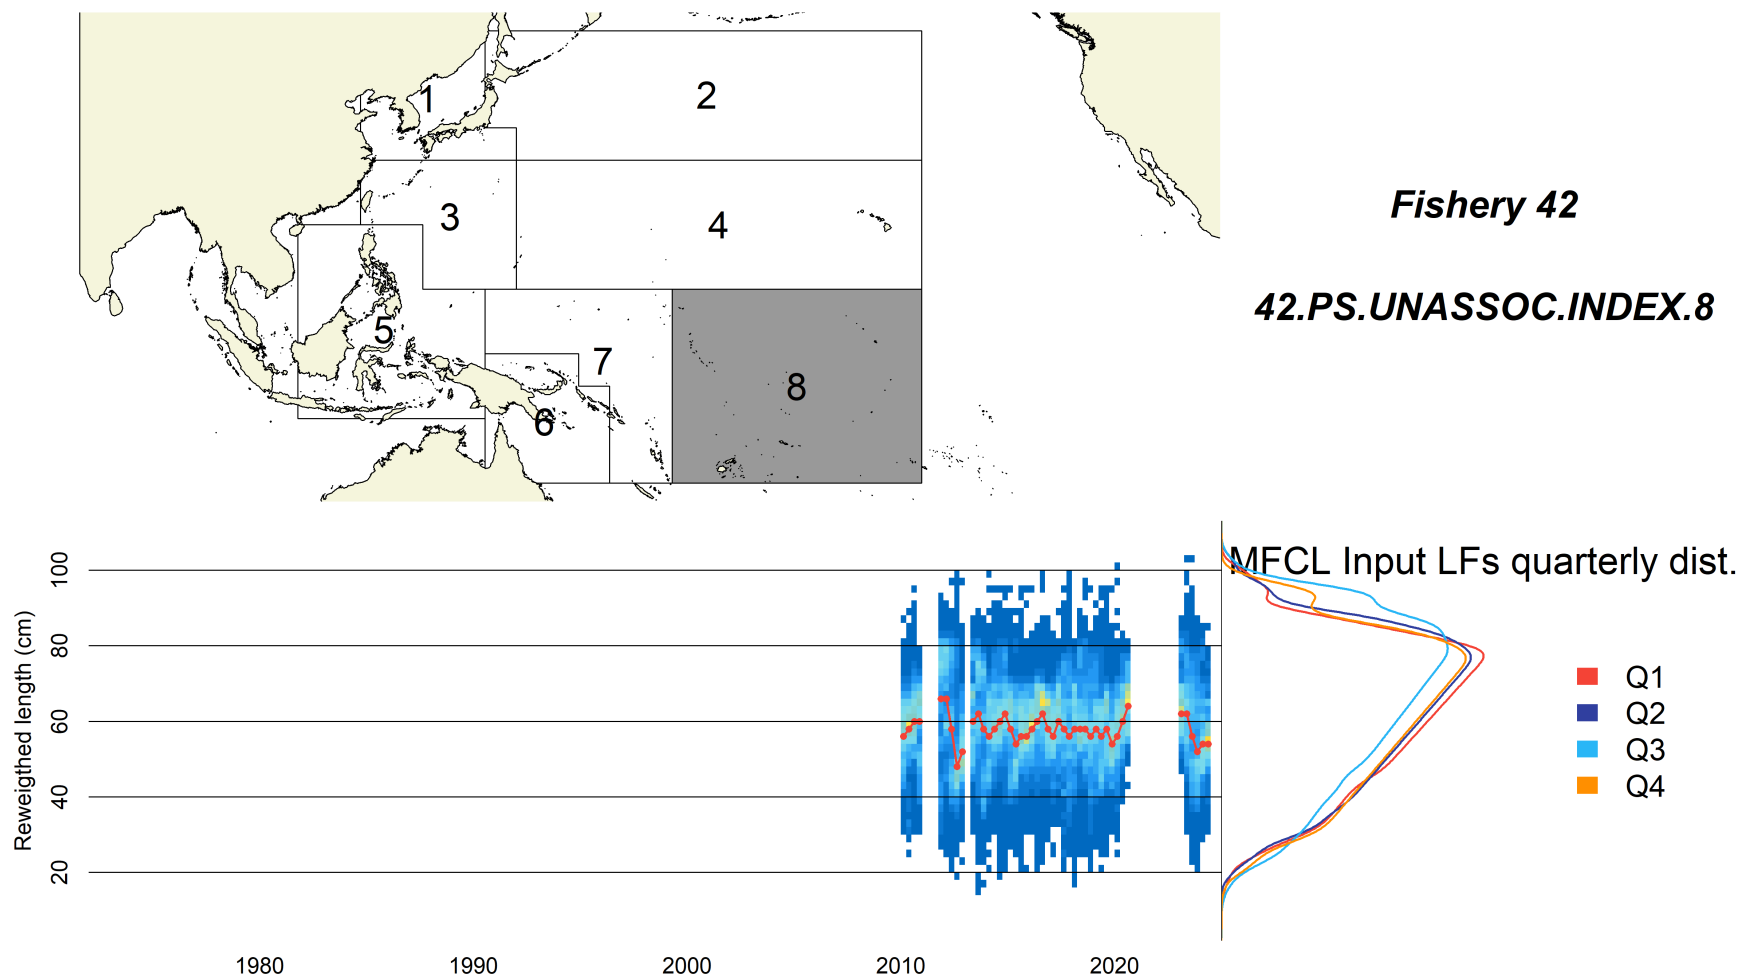 1
2
3
4
5
6
7
8
Fishery 42
42.PS.UNASSOC.INDEX.8
MFCL Input LFs quarterly dist.
Reweigthed length (cm)
100
80
60
40
20
1980
1990
2000
2010
2020
Q1
Q2
Q3
Q4